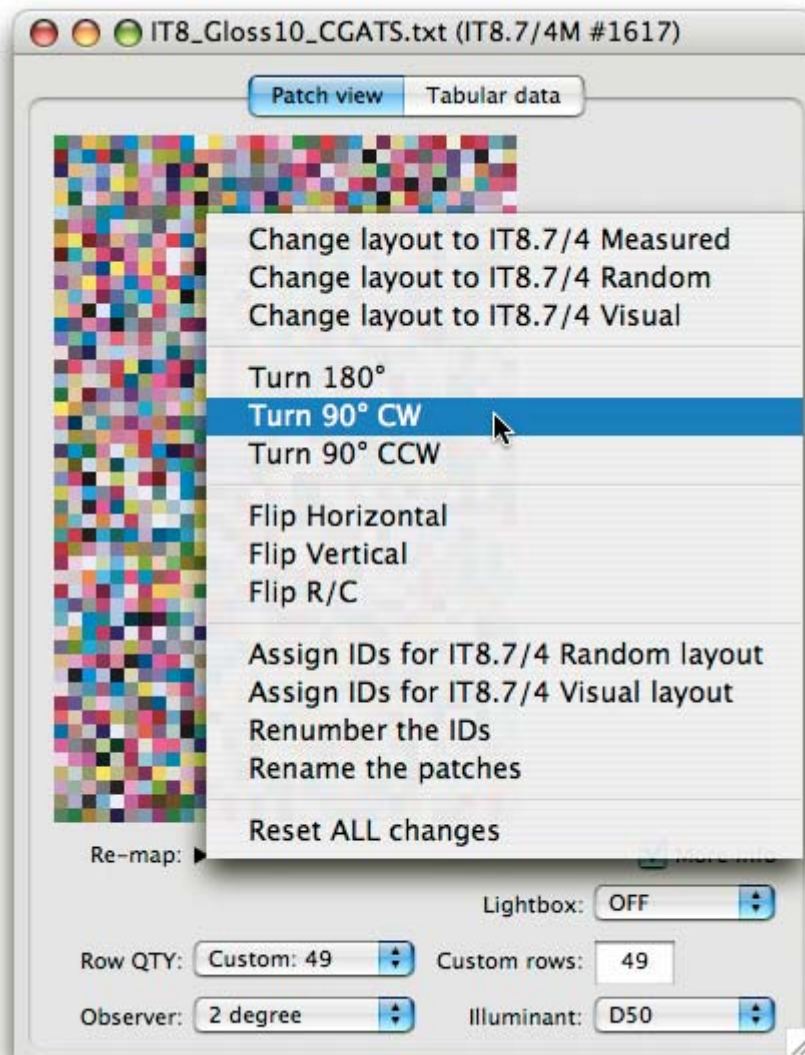 IT8_Gloss10_CGATS.txt (IT8.7/4M #1617)
Patch view Tabular data
Change layout to IT8.7/4 Measured
Change layout to IT8.7/4 Random
Change layout to IT8.7/4 Visual
Turn 180°
Turn 90° CW
Turn 90° CCW
Flip Horizontal
Flip Vertical
Flip R/C
Assign IDs for IT8.7/4 Random layout
Assign IDs for IT8.7/4 Visual layout
Renumber the IDs
Rename the patches
Reset ALL changes
Re-map: More info
Lightbox: OFF
Row QTY: Custom: 49 Custom rows: 49
Observer: 2 degree Illuminant: D50